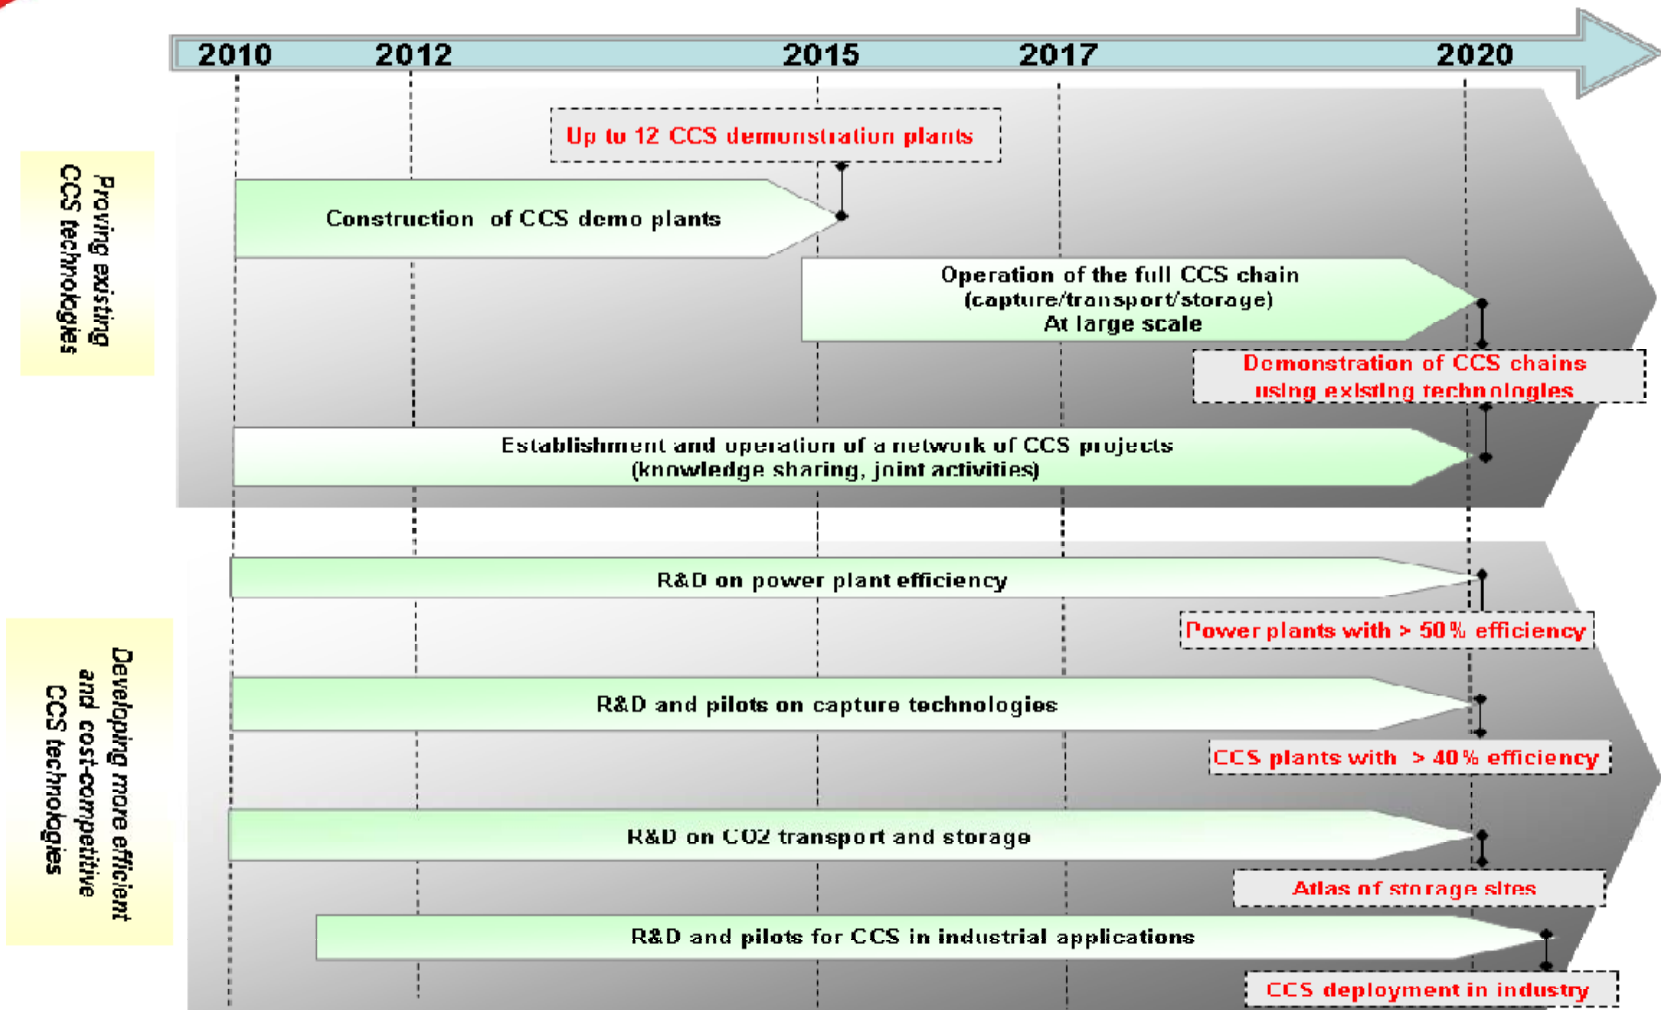 2010 2012 2015 2017 2020
Proving existing
CCS technologies
Up to 12 CCS demonstration plants
Construction of CCS demo plants
Operation of the full CCS chain
(capture/transport/storage)
At large scale
Demonstration of CCS chains
using existing technologies
Establishment and operation of a network of CCS projects
(knowledge sharing, joint activities)
Developing more efficient
and cost-competitive
CCS technologies
R&D on power plant efficiency
Power plants with > 50% efficiency
R&D and pilots on capture technologies
CCS plants with > 40% efficiency
R&D on CO2 transport and storage
Atlas of storage sites
R&D and pilots for CCS in industrial applications
CCS deployment in industry